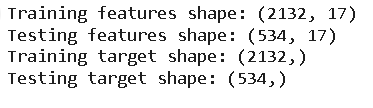 Training features shape: (2132, 17)
Testing features shape: (534, 17)
Training target shape: (2132,)
Testing target shape: (534,)